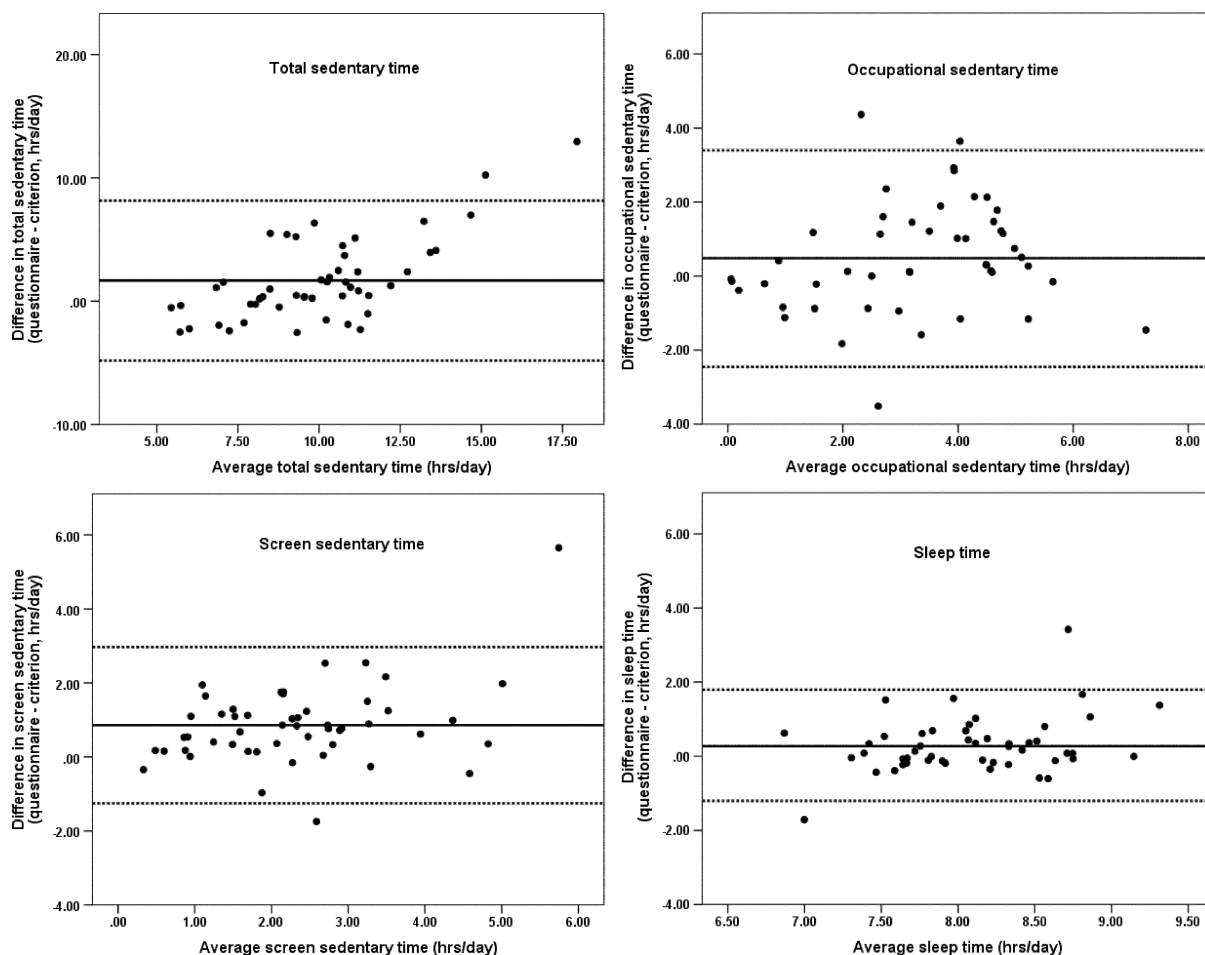 Total sedentary time
Difference in total sedentary time
(questionnaire - criterion, hrs/day)
20.00
10.00
.00
-10.00
5.00 7.50 10.00 12.50 15.00 17.50
Average total sedentary time (hrs/day)
Occupational sedentary time
Difference in occupational sedentary time
(questionnaire - criterion, hrs/day)
6.00
4.00
2.00
.00
-2.00
-4.00
.00 2.00 4.00 6.00 8.00
Average occupational sedentary time (hrs/day)
Screen sedentary time
Difference in screen sedentary time
(questionnaire - criterion, hrs/day)
6.00
4.00
2.00
.00
-2.00
-4.00
.00 1.00 2.00 3.00 4.00 5.00 6.00
Average screen sedentary time (hrs/day)
Sleep time
Difference in sleep time
(questionnaire - criterion, hrs/day)
6.00
4.00
2.00
.00
-2.00
-4.00
6.50 7.00 7.50 8.00 8.50 9.00 9.50
Average sleep time (hrs/day)